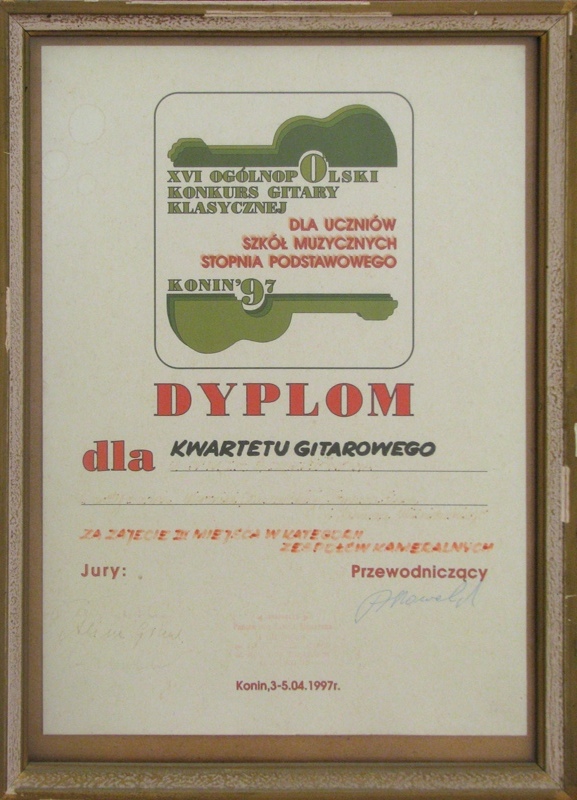 XVI OGÓLNOPOLSKI
KONKURS GITARY
KLASYCZNEJ
DLA UCZNIÓW
SZKÓŁ MUZYCZNYCH
STOPNIA PODSTAWOWEGO
KONIN'97
DYPLOM
dla KWARTETU GITAROWEGO
ZA ZAJĘCIE III MIEJSCA W KATEGORII
ZESPOŁÓW KAMERALNYCH
Jury:
Przewodniczący
Konin,3-5.04.1997r.